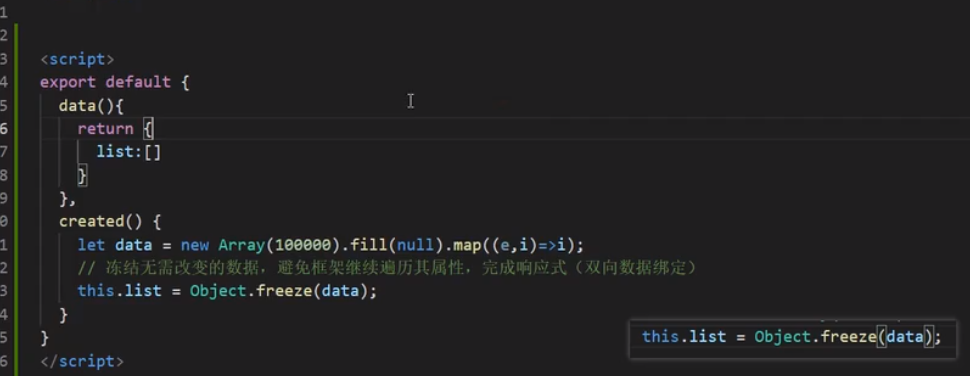 1
2
3 <script>
4 export default {
5 data(){
6 return {
7 list:[]
8 }
9 },
0 created() {
1 let data = new Array(100000).fill(null).map((e,i)=>i);
2 // 冻结无需改变的数据，避免框架继续遍历其属性，完成响应式（双向数据绑定）
3 this.list = Object.freeze(data);
4 }
5 }
6 </script>
this.list = Object.freeze(data);